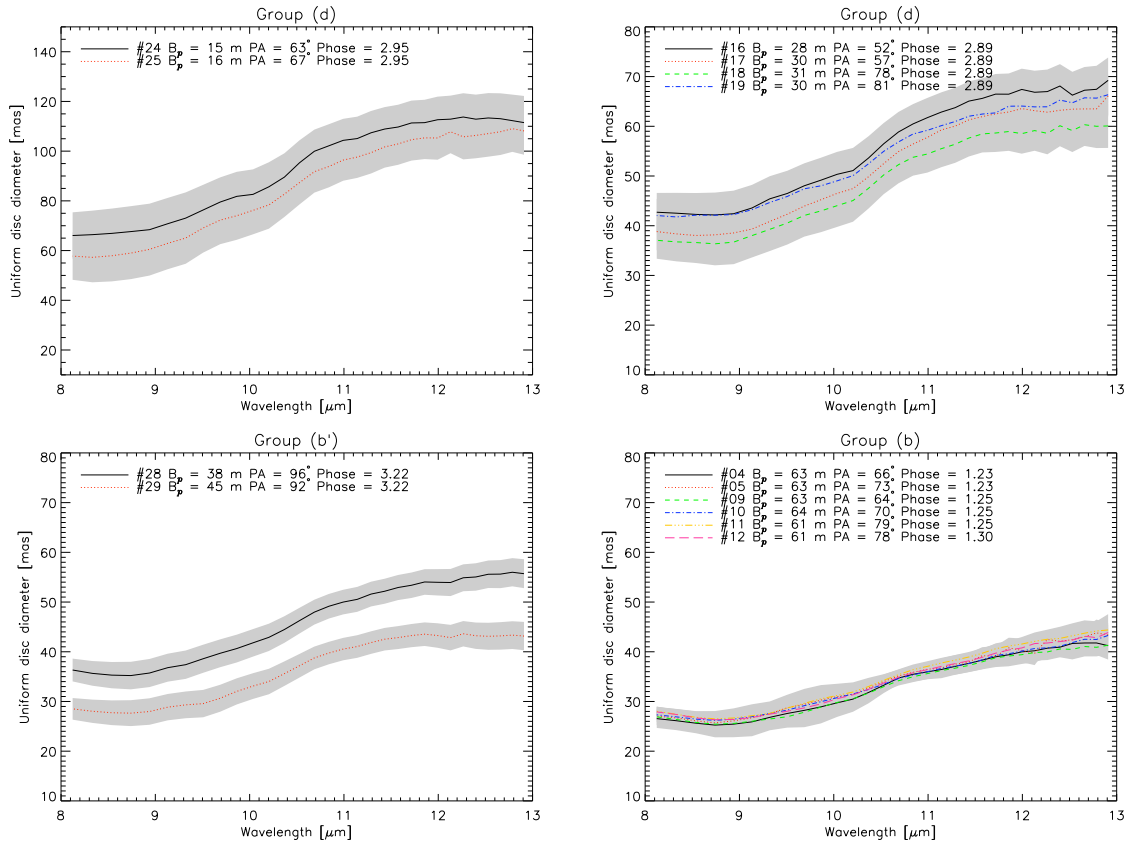 Group (d)
#24 Bp = 15 m PA = 63° Phase = 2.95
#25 Bp = 16 m PA = 67° Phase = 2.95
140
120
100
80
60
40
20
Uniform disc diameter [mas]
8 9 10 11 12 13
Wavelength [μm]
Group (d)
#16 Bp = 28 m PA = 52° Phase = 2.89
#17 Bp = 30 m PA = 57° Phase = 2.89
#18 Bp = 31 m PA = 78° Phase = 2.89
#19 Bp = 30 m PA = 81° Phase = 2.89
80
70
60
50
40
30
20
10
Uniform disc diameter [mas]
8 9 10 11 12 13
Wavelength [μm]
Group (b')
#28 Bp = 38 m PA = 96° Phase = 3.22
#29 Bp = 45 m PA = 92° Phase = 3.22
80
70
60
50
40
30
20
10
Uniform disc diameter [mas]
8 9 10 11 12 13
Wavelength [μm]
Group (b)
#04 Bp = 63 m PA = 66° Phase = 1.23
#05 Bp = 63 m PA = 73° Phase = 1.23
#09 Bp = 63 m PA = 64° Phase = 1.25
#10 Bp = 64 m PA = 70° Phase = 1.25
#11 Bp = 61 m PA = 79° Phase = 1.25
#12 Bp = 61 m PA = 78° Phase = 1.30
80
70
60
50
40
30
20
10
Uniform disc diameter [mas]
8 9 10 11 12 13
Wavelength [μm]